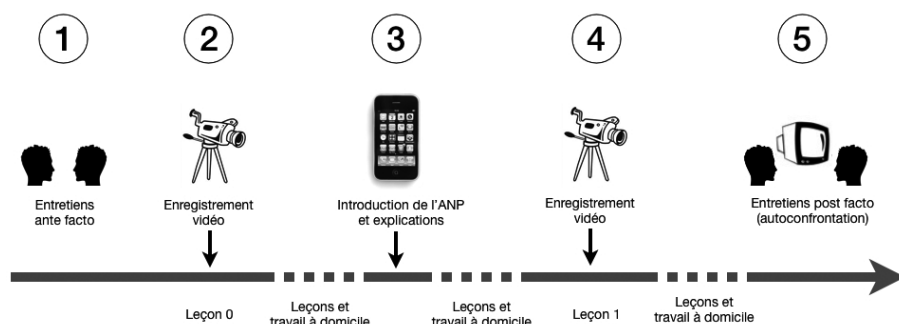 1
2
3
4
5
Entretiens
ante facto
Enregistrement
vidéo
Introduction de l'ANP
et explications
Enregistrement
vidéo
Entretiens post facto
(autoconfrontation)
Leçon 0
Leçons et
travail à domicile
Leçons et
travail à domicile
Leçon 1
Leçons et
travail à domicile